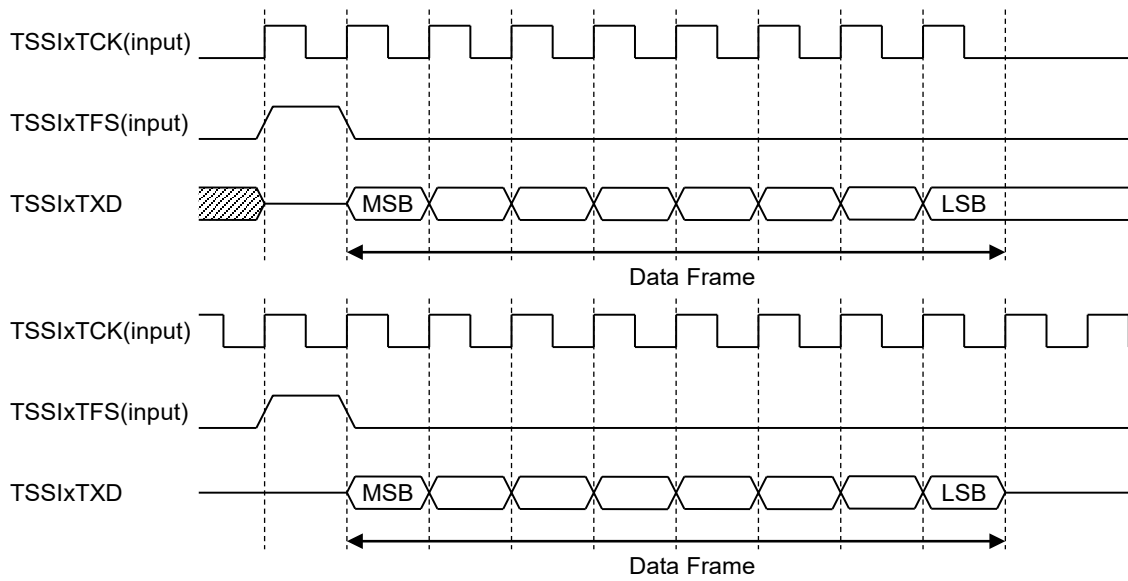 TSSIxTCK(input)
TSSIxTFS(input)
TSSIxTXD MSB LSB
Data Frame
TSSIxTCK(input)
TSSIxTFS(input)
TSSIxTXD MSB LSB
Data Frame